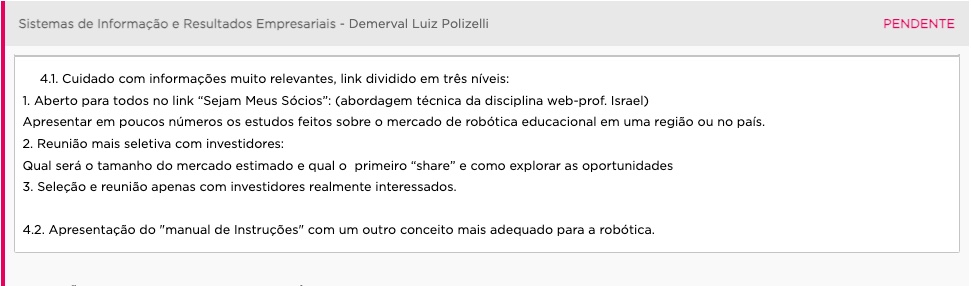 Sistemas de Informação e Resultados Empresariais - Demerval Luiz Polizelli
PENDENTE
4.1. Cuidado com informações muito relevantes, link dividido em três níveis:
1. Aberto para todos no link “Sejam Meus Sócios”: (abordagem técnica da disciplina web-prof. Israel)
Apresentar em poucos números os estudos feitos sobre o mercado de robótica educacional em uma região ou no país.
2. Reunião mais seletiva com investidores:
Qual será o tamanho do mercado estimado e qual o  primeiro “share” e como explorar as oportunidades
3. Seleção e reunião apenas com investidores realmente interessados.
4.2. Apresentação do "manual de Instruções" com um outro conceito mais adequado para a robótica.